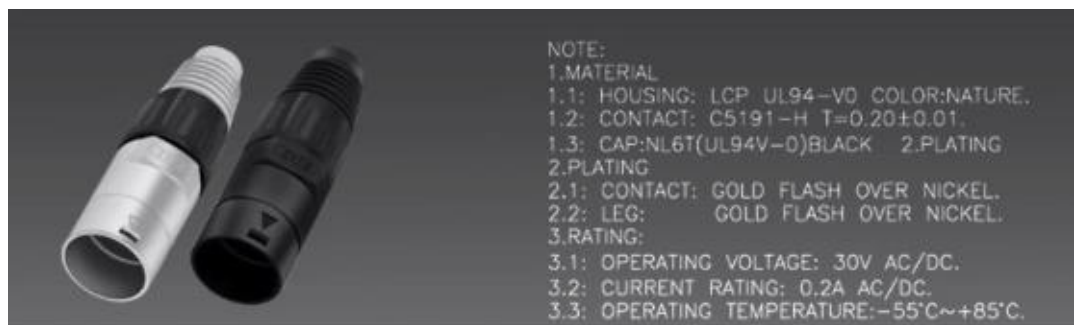 NOTE:
1.MATERIAL
1.1: HOUSING: LCP UL94-V0 COLOR:NATURE.
1.2: CONTACT: C5191-H T=0.20±0.01.
1.3: CAP:NL6T(UL94V-0)BLACK 2.PLATING
2.PLATING
2.1: CONTACT: GOLD FLASH OVER NICKEL.
2.2: LEG: GOLD FLASH OVER NICKEL.
3.RATING:
3.1: OPERATING VOLTAGE: 30V AC/DC.
3.2: CURRENT RATING: 0.2A AC/DC.
3.3: OPERATING TEMPERATURE:-55°C~+85°C.